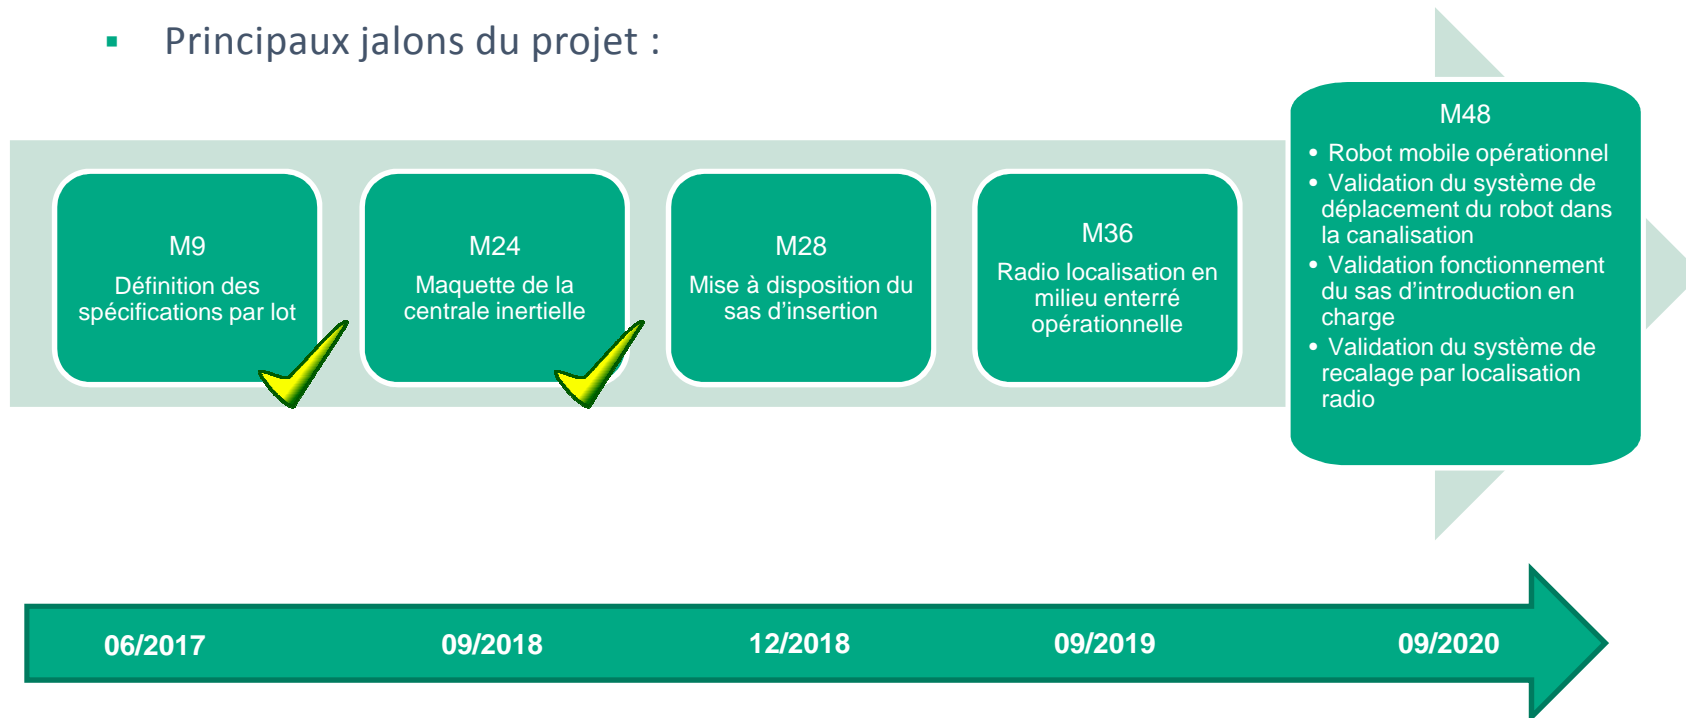 ▪ Principaux jalons du projet :
M9
Définition des
spécifications par lot
M24
Maquette de la
centrale inertielle
M28
Mise à disposition du
sas d’insertion
M36
Radio localisation en
milieu enterré
opérationnelle
M48
• Robot mobile opérationnel
• Validation du système de
déplacement du robot dans
la canalisation
• Validation fonctionnement
du sas d’introduction en
charge
• Validation du système de
recalage par localisation
radio
06/2017
09/2018
12/2018
09/2019
09/2020